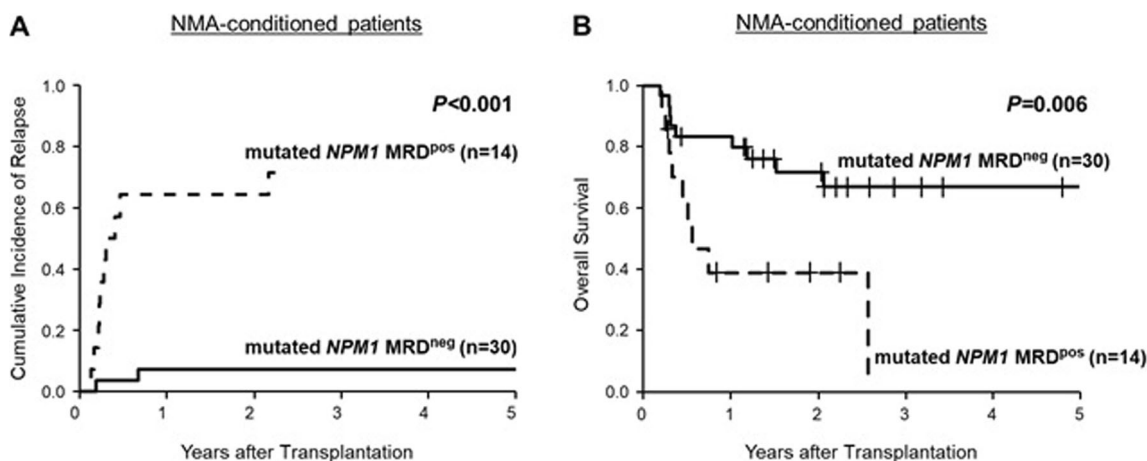 A
NMA-conditioned patients
Cumulative Incidence of Relapse
1.0
0.8
0.6
0.4
0.2
0.0
P<0.001
mutated NPM1 MRDpos (n=14)
mutated NPM1 MRDneg (n=30)
0 1 2 3 4 5
Years after Transplantation
B
NMA-conditioned patients
Overall Survival
1.0
0.8
0.6
0.4
0.2
0.0
P=0.006
mutated NPM1 MRDneg (n=30)
mutated NPM1 MRDpos (n=14)
0 1 2 3 4 5
Years after Transplantation